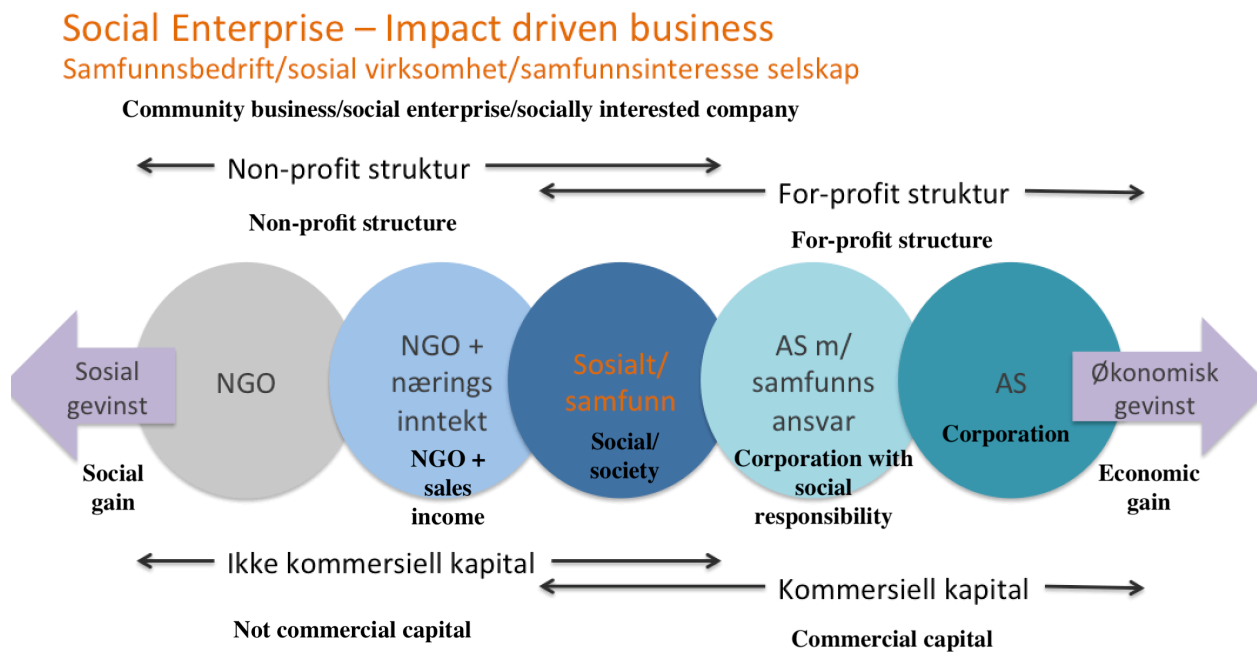 Social Enterprise – Impact driven business
Samfunnsbedrift/sosial virksomhet/samfunnsinteresse selskap
Community business/social enterprise/socially interested company
Non-profit struktur
For-profit struktur
Non-profit structure
For-profit structure
Sosial
gevinst
Social
gain
NGO
NGO +
nærings
inntekt
NGO +
sales
income
Sosialt/
samfunn
Social/
society
AS m/
samfunns
ansvar
Corporation with
social
responsibility
AS
Corporation
Økonomisk
gevinst
Economic
gain
Ikke kommersiell kapital
Kommersiell kapital
Not commercial capital
Commercial capital